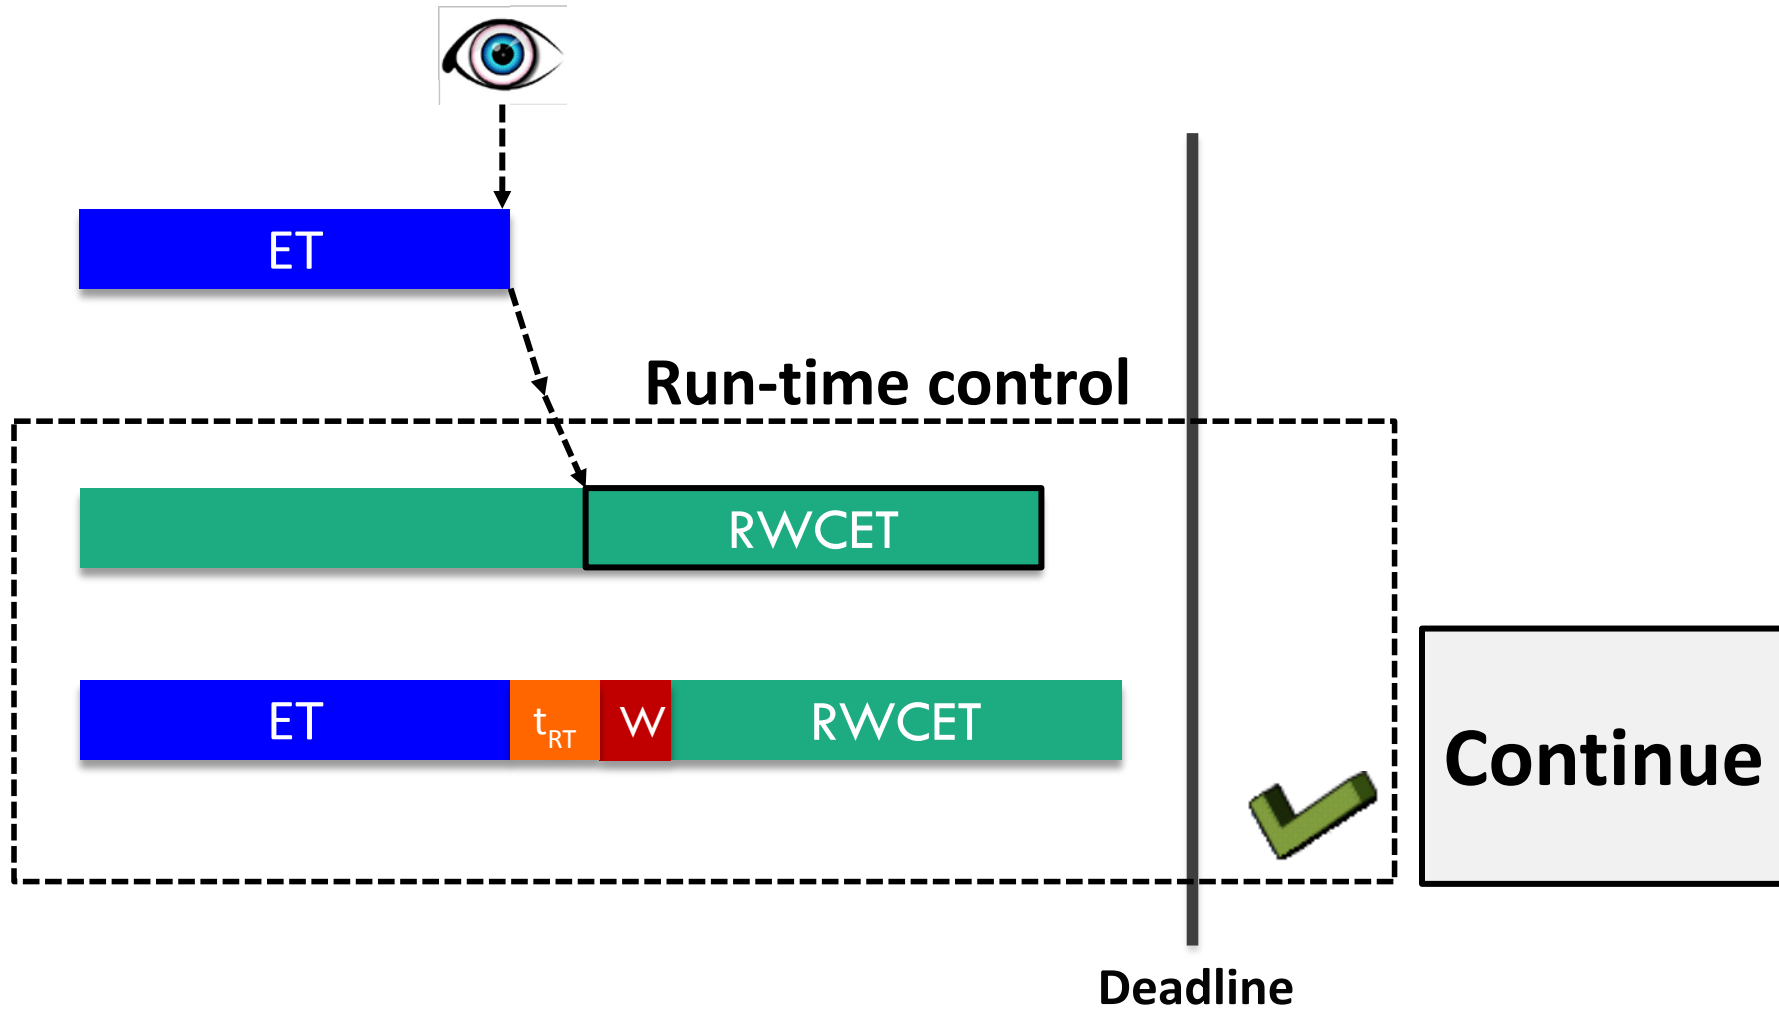 ET
Run-time control
RWCET
ET tRT W RWCET
Continue
Deadline